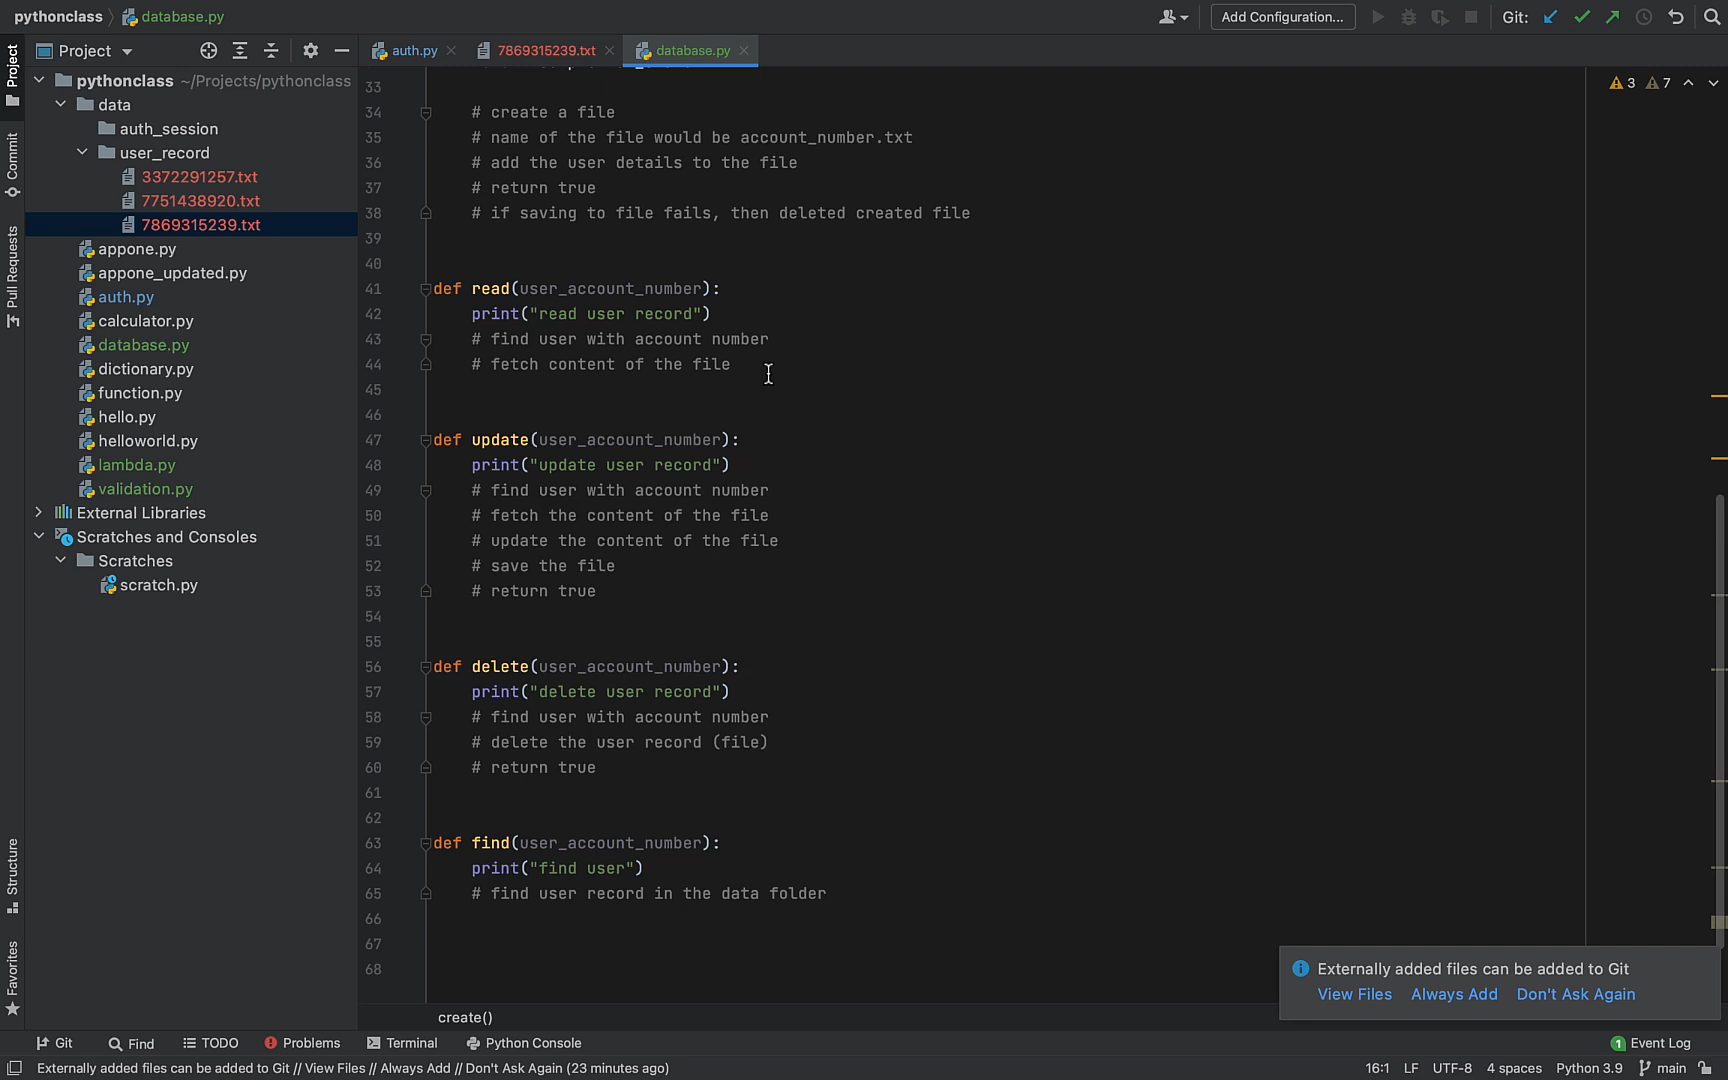 pythonclass database.py
Add Configuration... Git:
Project
auth.py 7869315239.txt database.py
3 7
pythonclass ~/Projects/pythonclass
data
auth_session
user_record
3372291257.txt
7751438920.txt
7869315239.txt
appone.py
appone_updated.py
auth.py
calculator.py
database.py
dictionary.py
function.py
hello.py
helloworld.py
lambda.py
validation.py
External Libraries
Scratches and Consoles
Scratches
scratch.py
Project
Commit
Pull Requests
Structure
Favorites
33
34 # create a file
35 # name of the file would be account_number.txt
36 # add the user details to the file
37 # return true
38 # if saving to file fails, then deleted created file
39
40
41 def read(user_account_number):
42 print("read user record")
43 # find user with account number
44 # fetch content of the file
45
46
47 def update(user_account_number):
48 print("update user record")
49 # find user with account number
50 # fetch the content of the file
51 # update the content of the file
52 # save the file
53 # return true
54
55
56 def delete(user_account_number):
57 print("delete user record")
58 # find user with account number
59 # delete the user record (file)
60 # return true
61
62
63 def find(user_account_number):
64 print("find user")
65 # find user record in the data folder
66
67
68
Externally added files can be added to Git
View Files Always Add Don't Ask Again
create()
Git Find TODO Problems Terminal Python Console 1 Event Log
Externally added files can be added to Git // View Files // Always Add // Don't Ask Again (23 minutes ago) 16:1 LF UTF-8 4 spaces Python 3.9 main